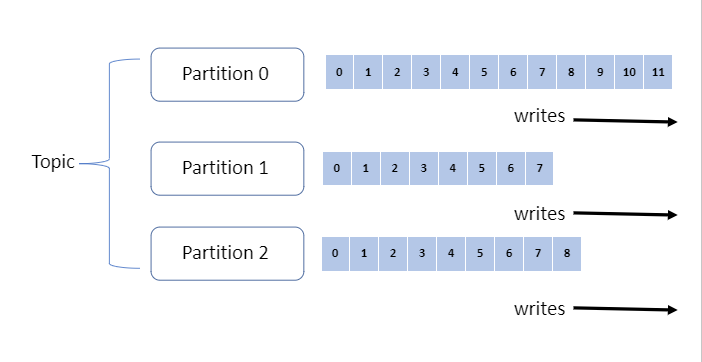 Partition 0
0 1 2 3 4 5 6 7 8 9 10 11
writes
Topic
Partition 1
0 1 2 3 4 5 6 7
writes
Partition 2
0 1 2 3 4 5 6 7 8
writes